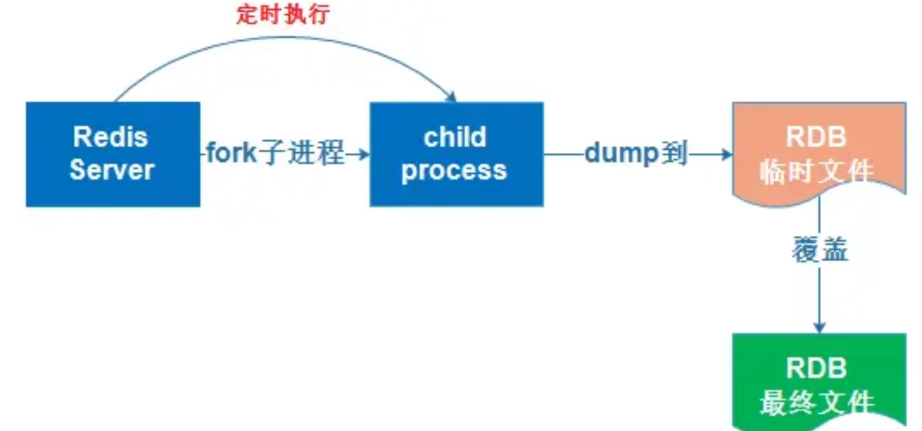 定时执行
Redis
Server
fork子进程
child
process
dump到
RDB
临时文件
覆盖
RDB
最终文件